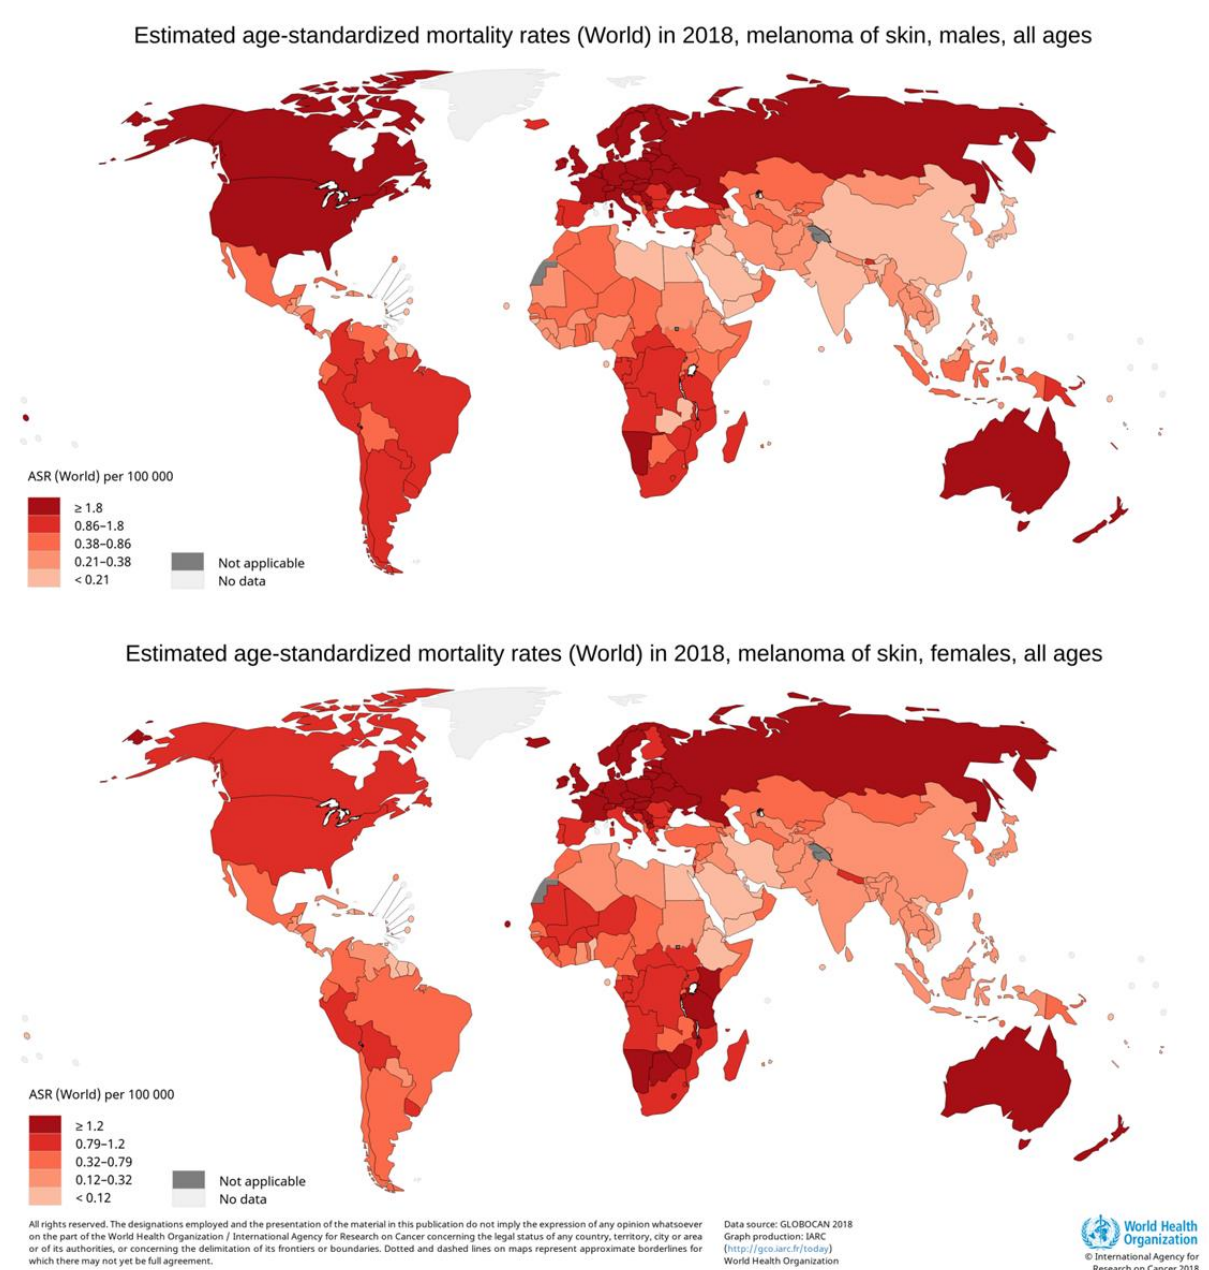 Estimated age-standardized mortality rates (World) in 2018, melanoma of skin, males, all ages
ASR (World) per 100 000
≥ 1.8
0.86–1.8
0.38–0.86
0.21–0.38
< 0.21
Not applicable
No data
Estimated age-standardized mortality rates (World) in 2018, melanoma of skin, females, all ages
ASR (World) per 100 000
≥ 1.2
0.79–1.2
0.32–0.79
0.12–0.32
< 0.12
Not applicable
No data
All rights reserved. The designations employed and the presentation of the material in this publication do not imply the expression of any opinion whatsoever
on the part of the World Health Organization / International Agency for Research on Cancer concerning the legal status of any country, territory, city or area
or of its authorities, or concerning the delimitation of its frontiers or boundaries. Dotted and dashed lines on maps represent approximate borderlines for
which there may not yet be full agreement.
Data source: GLOBOCAN 2018
Graph production: IARC
(http://gco.iarc.fr/today)
World Health Organization
World Health
Organization
© International Agency for
Research on Cancer 2018